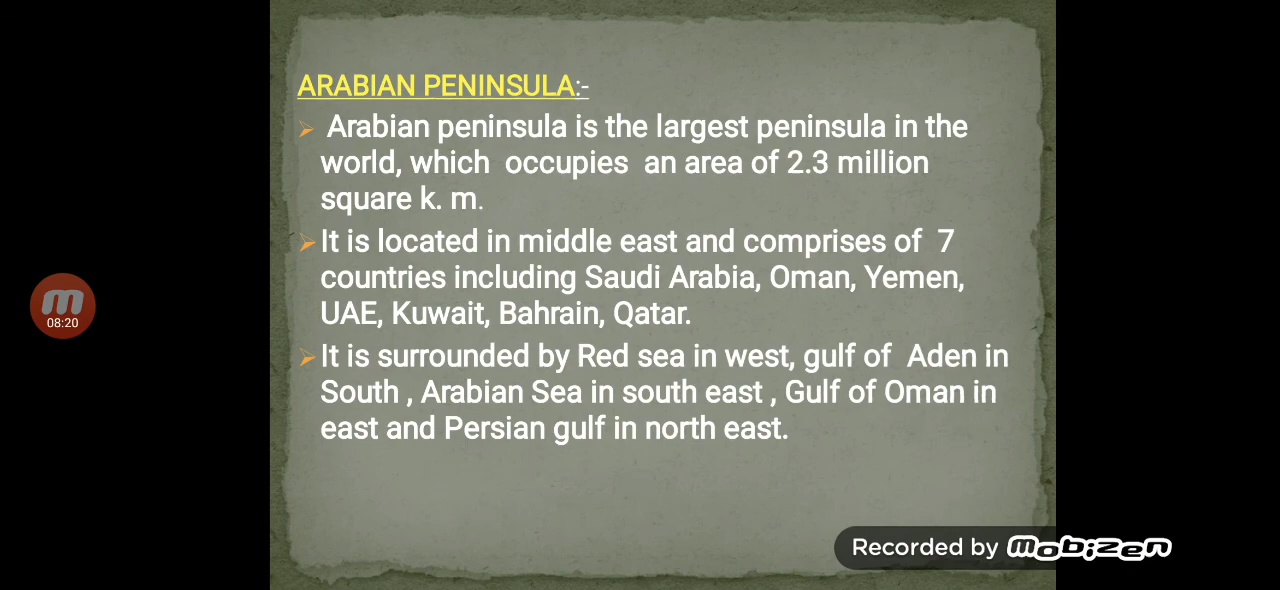 ARABIAN PENINSULA:-
➢ Arabian peninsula is the largest peninsula in the
world, which occupies an area of 2.3 million
square k. m.
➢ It is located in middle east and comprises of 7
countries including Saudi Arabia, Oman, Yemen,
UAE, Kuwait, Bahrain, Qatar.
➢ It is surrounded by Red sea in west, gulf of Aden in
South , Arabian Sea in south east , Gulf of Oman in
east and Persian gulf in north east.
m
08:20
Recorded by mobizen